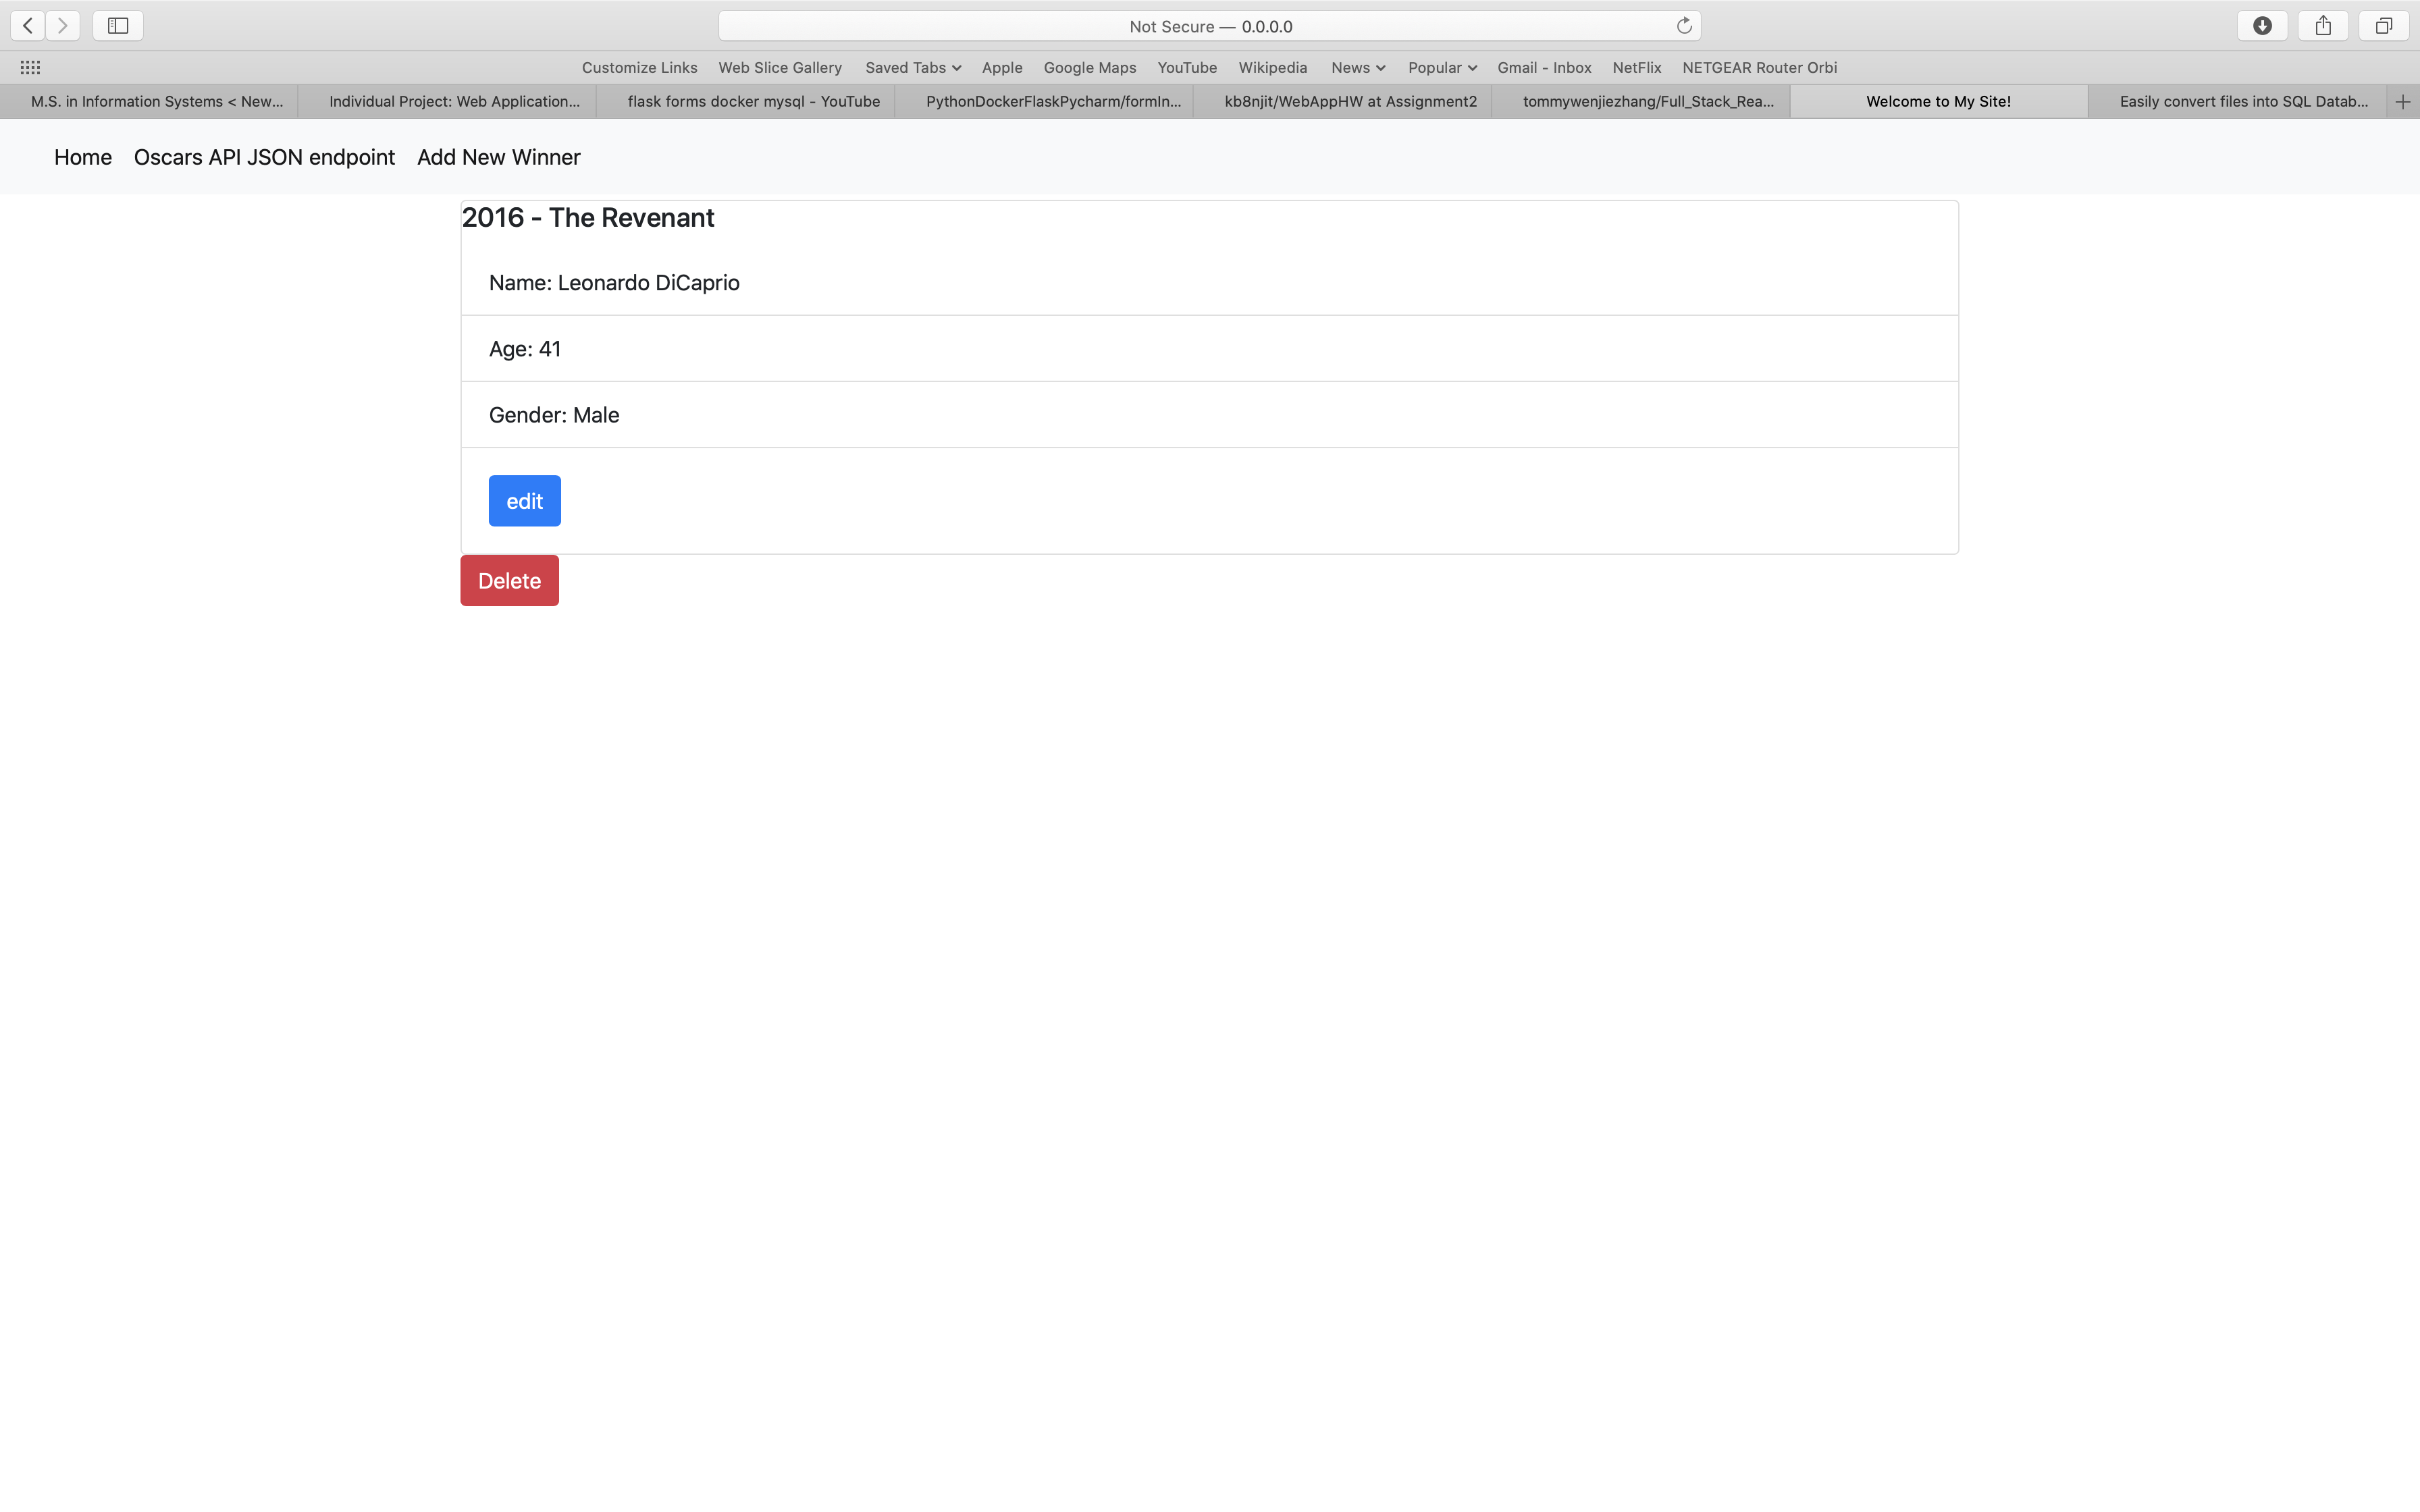 Not Secure — 0.0.0.0
Customize Links Web Slice Gallery Saved Tabs Apple Google Maps YouTube Wikipedia News Popular Gmail - Inbox NetFlix NETGEAR Router Orbi
M.S. in Information Systems < New... Individual Project: Web Application... flask forms docker mysql - YouTube PythonDockerFlaskPycharm/formIn... kb8njit/WebAppHW at Assignment2 tommywenjiezhang/Full_Stack_Rea... Welcome to My Site! Easily convert files into SQL Datab...
Home Oscars API JSON endpoint Add New Winner
2016 - The Revenant
Name: Leonardo DiCaprio
Age: 41
Gender: Male
edit
Delete